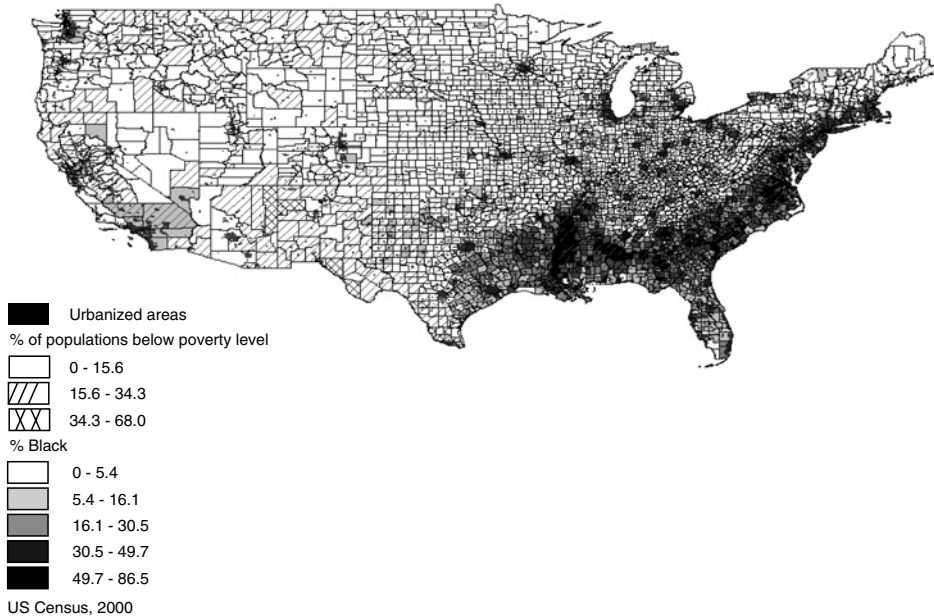 Urbanized areas
% of populations below poverty level
0 - 15.6
15.6 - 34.3
34.3 - 68.0
% Black
0 - 5.4
5.4 - 16.1
16.1 - 30.5
30.5 - 49.7
49.7 - 86.5
US Census, 2000